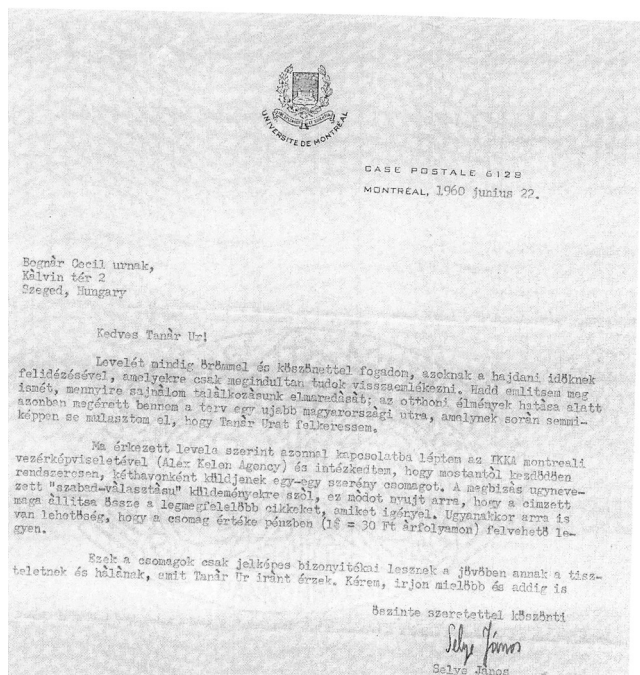 UNIVERSITE DE MONTREAL
CASE POSTALE 6128
MONTRÉAL, 1960 junius 22.
Bognár Cecil urnak,
Kálvin tér 2
Szeged, Hungary
Kedves Tanár Ur!
Levelét mindig örömmel és köszönettel fogadom, azoknak a hajdani időknek
felidézésével, amelyekre csak megindultan tudok visszaemlékezni. Hadd emlitsem meg
ismét, mennyire sajnálom találkozásunk elmaradását; az otthoni élmények hatása alatt
azonban megérett bennem a terv egy ujabb magyarországi utra, amelynek során semmi-
képpen se mulasztom el, hogy Tanár Urat felkeressem.
Ma érkezett levele szerint azonnal kapcsolatba léptem az IKKA montreali
vezérképviseletével (Alex Kelen Agency) és intézkedtem, hogy mostantól kezdődően
rendszeresen, kéthavonként küldjenek egy-egy szerény csomagot. A megbizás ugyneve-
zett "szabad-választásu" küldeményekre szól, ez módot nyujt arra, hogy a cimzett
maga állitsa össze a legmegfelelőbb cikkeket, amiket igényel. Ugyanakkor arra is
van lehetőség, hogy a csomag értéke pénzben (1$ = 30 Ft árfolyamon) felvehető le-
gyen.
Ezek a csomagok csak jelképes bizonyitékai lesznek a jövőben annak a tisz-
teletnek és hálának, amit Tanár Ur iránt érzek. Kérem, irjon mielőbb és addig is
őszinte szeretettel köszönti
Selye János
Selye János